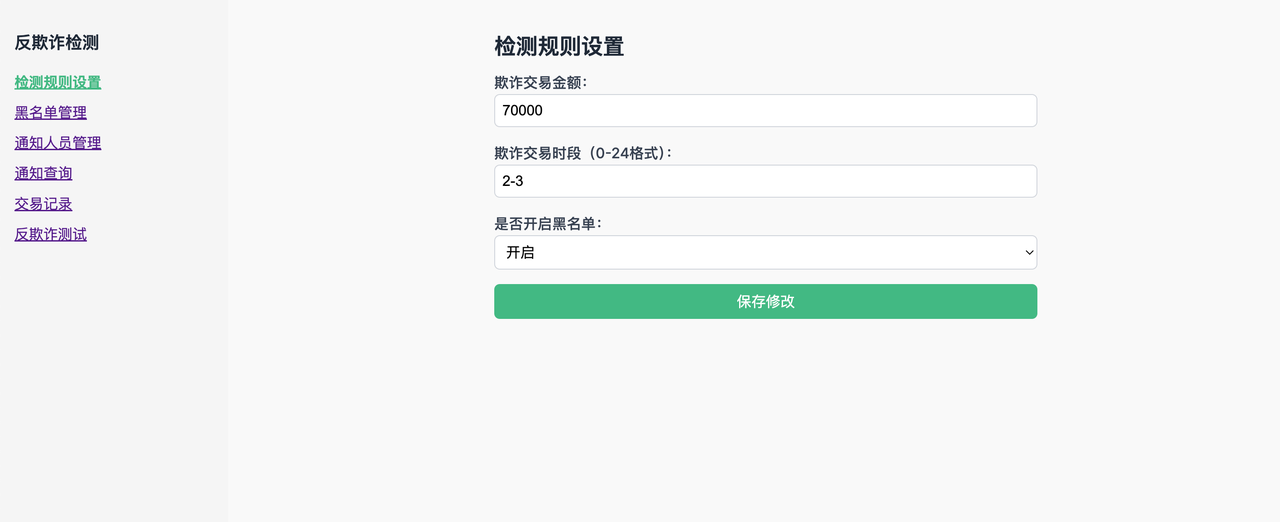 反欺诈检测
检测规则设置
黑名单管理
通知人员管理
通知查询
交易记录
反欺诈测试
检测规则设置
欺诈交易金额：
70000
欺诈交易时段（0-24格式）：
2-3
是否开启黑名单：
开启
保存修改